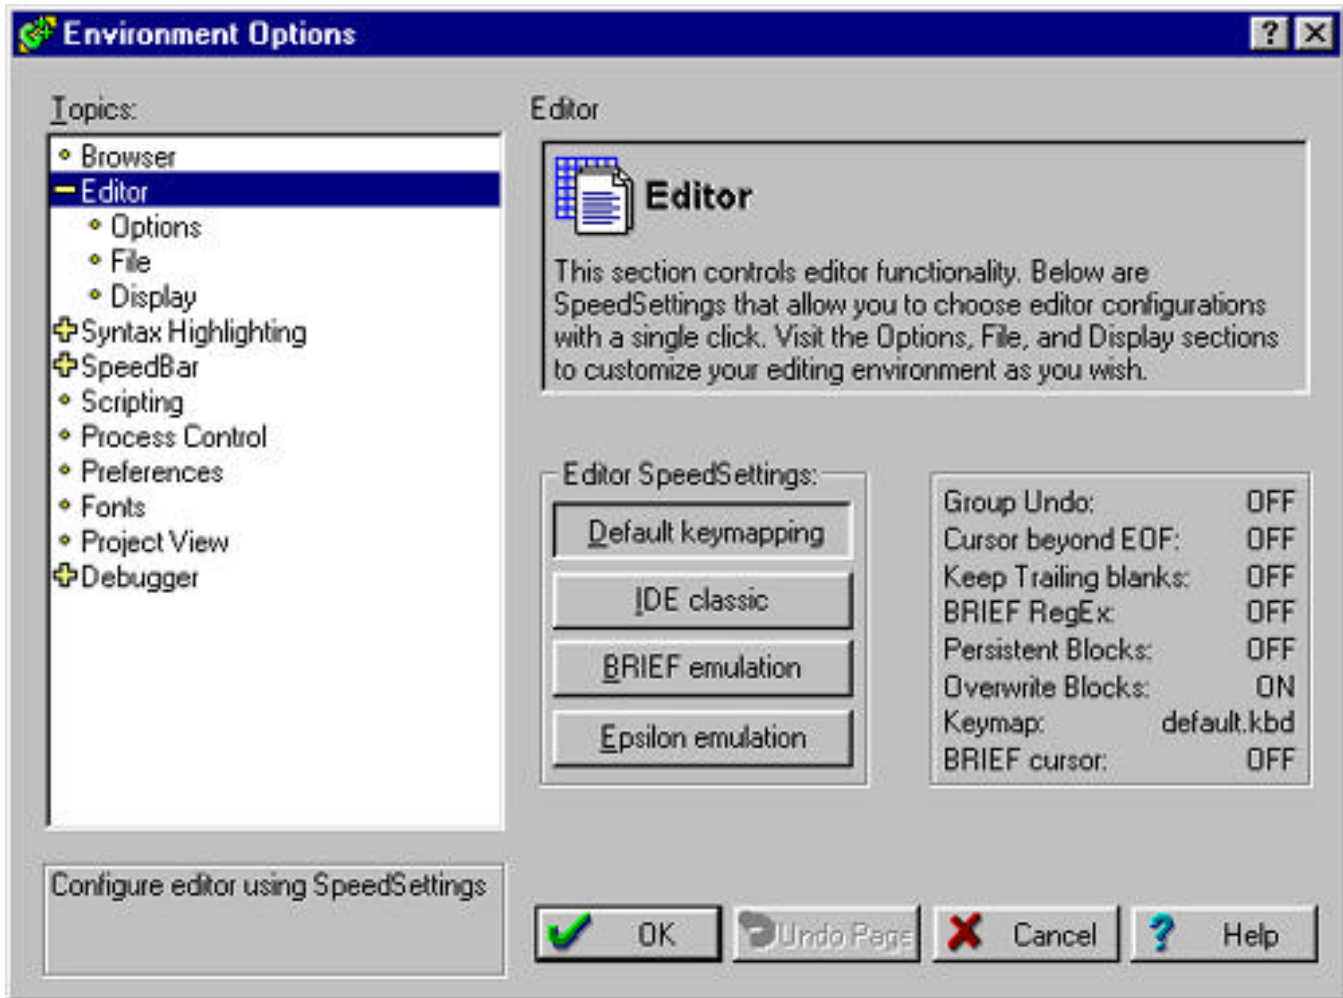 Environment Options
Topics:
Browser
Editor
Options
File
Display
Syntax Highlighting
SpeedBar
Scripting
Process Control
Preferences
Fonts
Project View
Debugger
Configure editor using SpeedSettings
Editor
Editor
This section controls editor functionality. Below are
SpeedSettings that allow you to choose editor configurations
with a single click. Visit the Options, File, and Display sections
to customize your editing environment as you wish.
Editor SpeedSettings:
Default keymapping
IDE classic
BRIEF emulation
Epsilon emulation
Group Undo: OFF
Cursor beyond EOF: OFF
Keep Trailing blanks: OFF
BRIEF RegEx: OFF
Persistent Blocks: OFF
Overwrite Blocks: ON
Keymap: default.kbd
BRIEF cursor: OFF
OK
Undo Page
Cancel
? Help